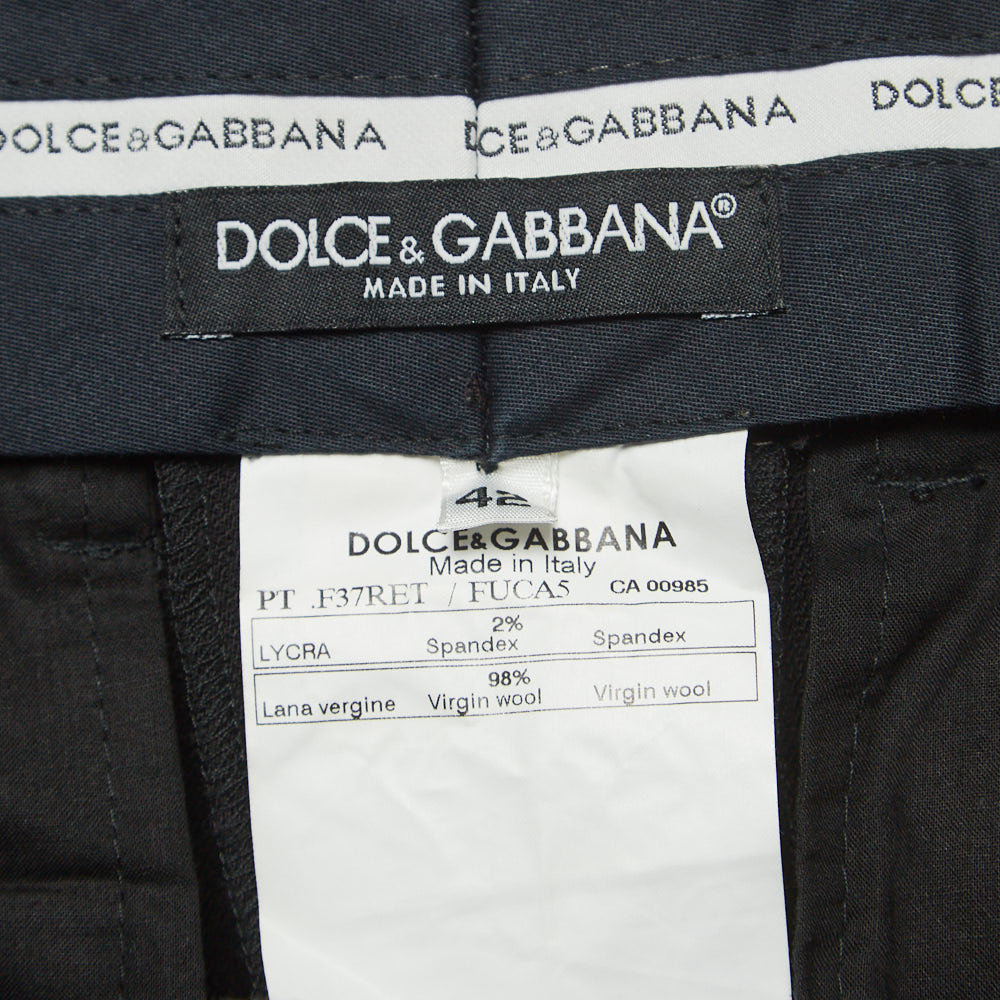 DOLCE&GABBANA
CE&GABBANA
DOLCE
DOLCE&GABBANA®
MADE IN ITALY
42
DOLCE&GABBANA
Made in Italy
PT .F37RET / FUCA5 CA 00985
2%
LYCRA Spandex Spandex
98%
Lana vergine Virgin wool Virgin wool